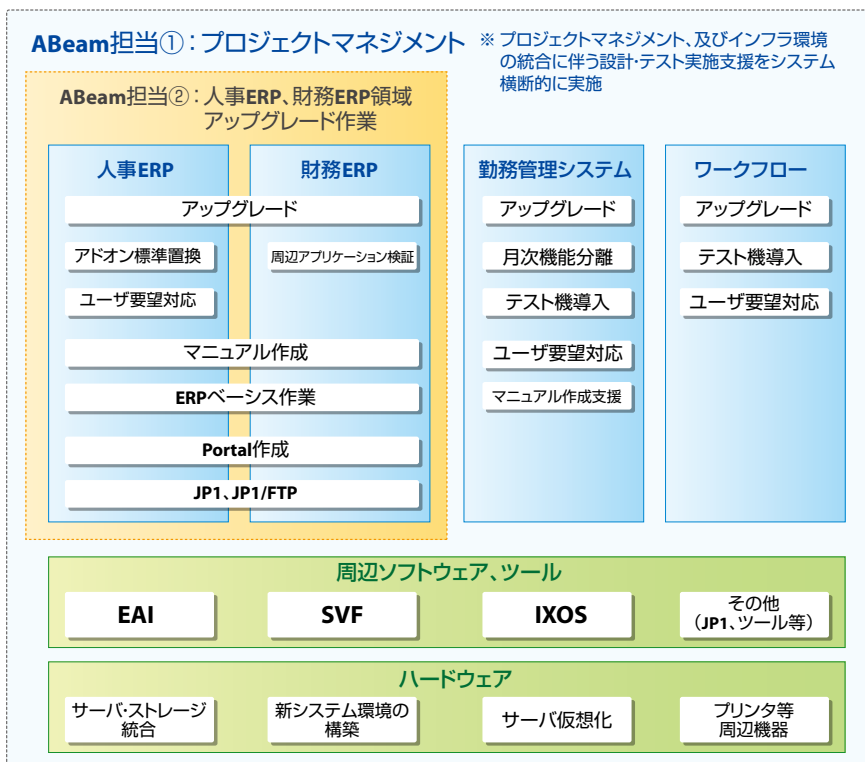 ABeam担当①：プロジェクトマネジメント
※ プロジェクトマネジメント、及びインフラ環境
の統合に伴う設計・テスト実施支援をシステム
横断的に実施
ABeam担当②：人事ERP、財務ERP領域
アップグレード作業
人事ERP
財務ERP
勤務管理システム
ワークフロー
アップグレード
アップグレード
アップグレード
アドオン標準置換
周辺アプリケーション検証
月次機能分離
テスト機導入
ユーザ要望対応
テスト機導入
ユーザ要望対応
マニュアル作成
ユーザ要望対応
ERPベーシス作業
マニュアル作成支援
Portal作成
JP1、JP1/FTP
周辺ソフトウェア、ツール
EAI
SVF
IXOS
その他
（JP1、ツール等）
ハードウェア
サーバ・ストレージ
統合
新システム環境の
構築
サーバ仮想化
プリンタ等
周辺機器